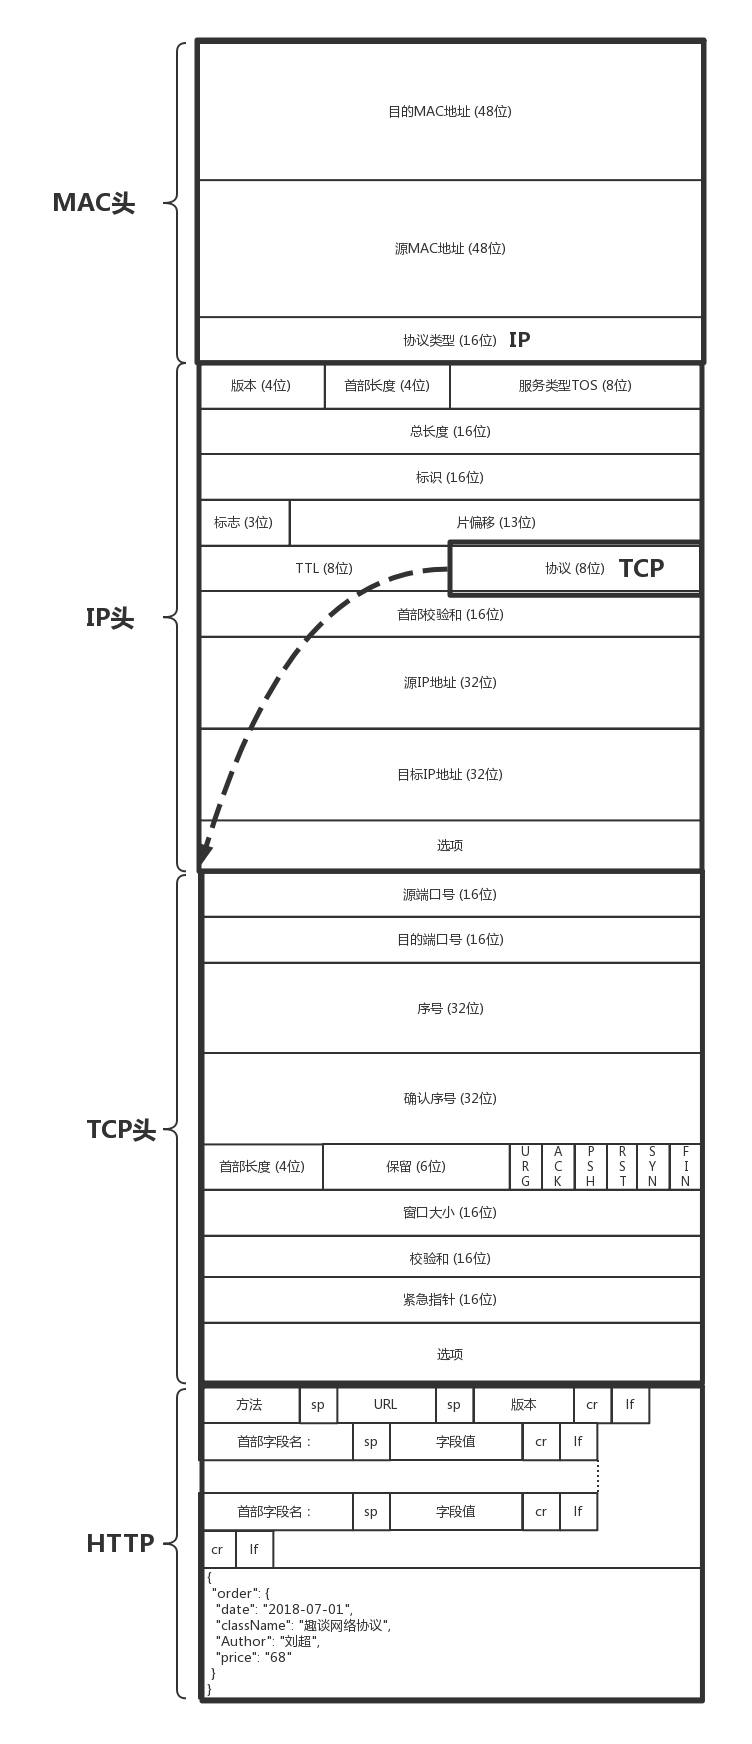 目的MAC地址 (48位)
MAC头
源MAC地址 (48位)
协议类型 (16位) IP
版本 (4位) 首部长度 (4位) 服务类型TOS (8位)
总长度 (16位)
标识 (16位)
标志 (3位) 片偏移 (13位)
TTL (8位) 协议 (8位) TCP
IP头
首部校验和 (16位)
源IP地址 (32位)
目标IP地址 (32位)
选项
源端口号 (16位)
目的端口号 (16位)
序号 (32位)
确认序号 (32位)
TCP头
首部长度 (4位) 保留 (6位) URG ACK PSH RST SYN FIN
窗口大小 (16位)
校验和 (16位)
紧急指针 (16位)
选项
方法 sp URL sp 版本 cr lf
首部字段名： sp 字段值 cr lf
首部字段名： sp 字段值 cr lf
HTTP
cr lf
{
"order": {
"date": "2018-07-01",
"className": "趣谈网络协议",
"Author": "刘超",
"price": "68"
}
}